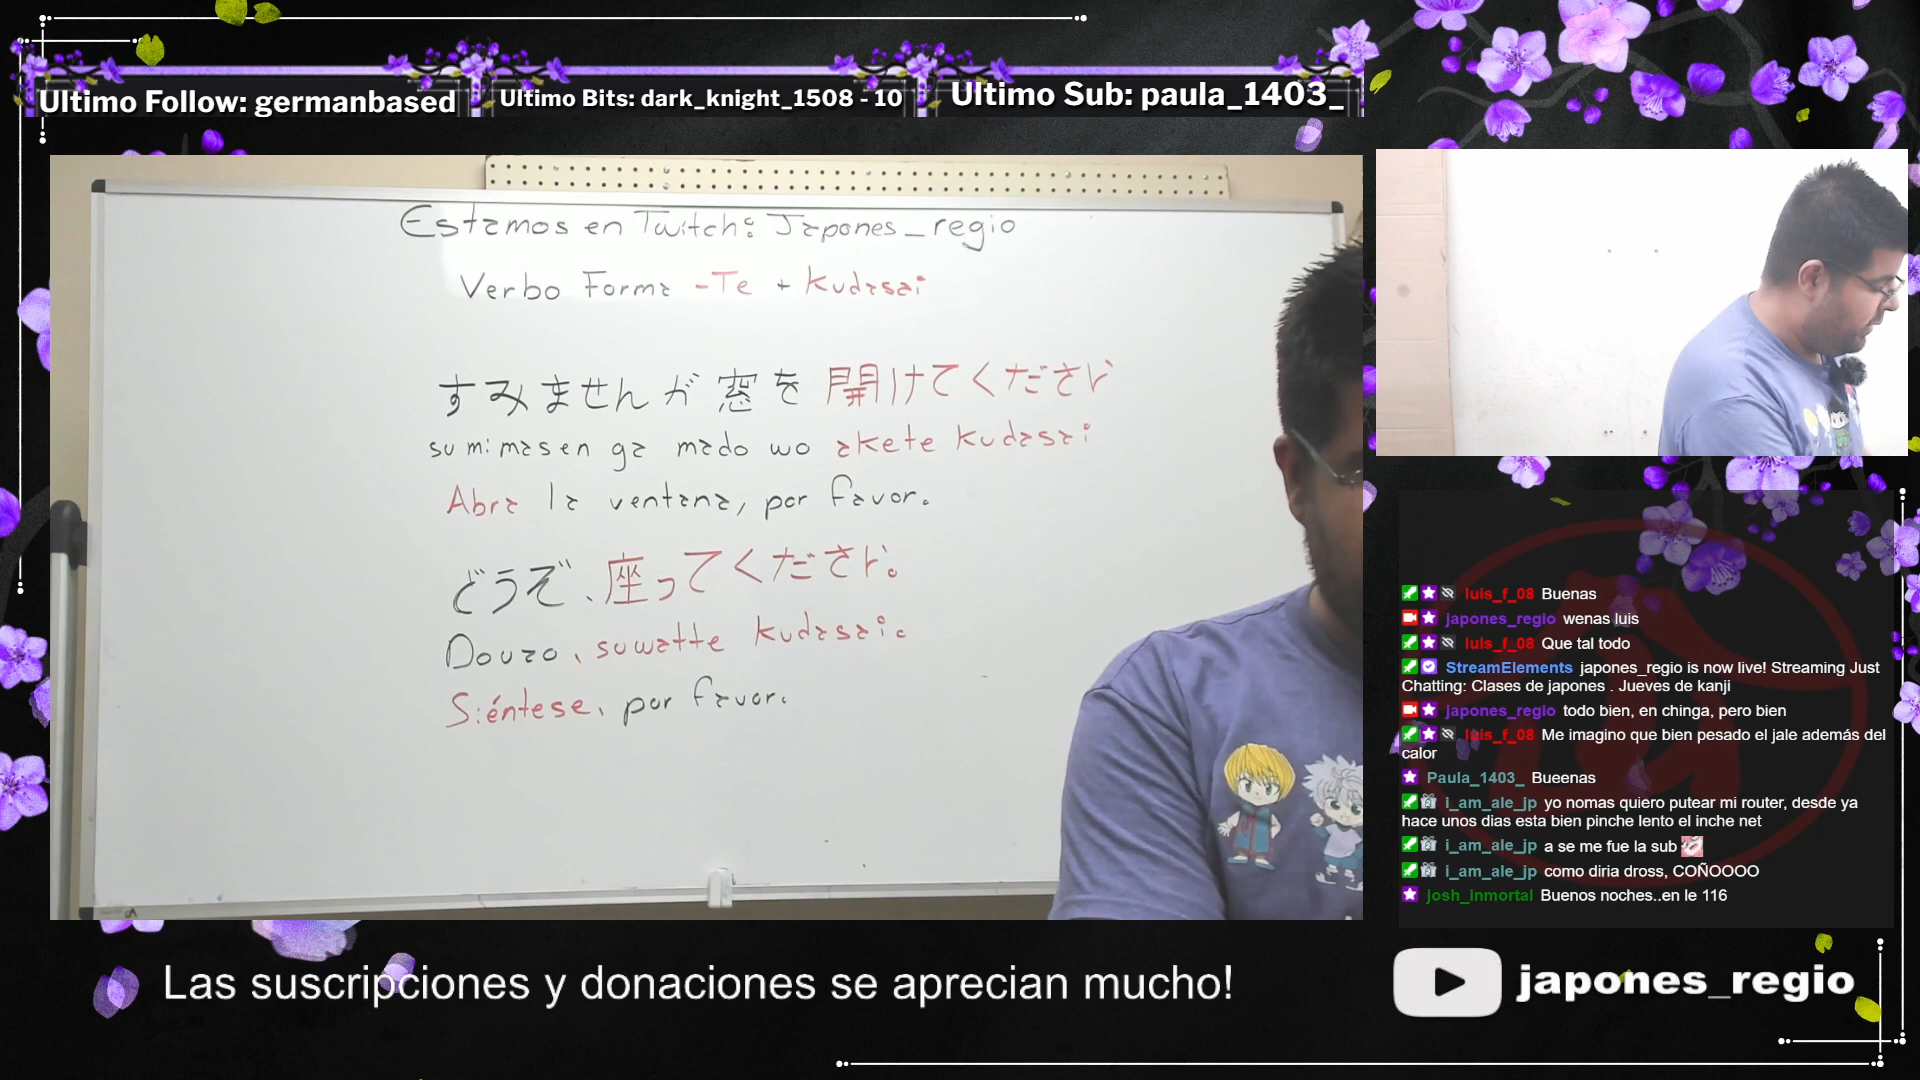 Ultimo Follow: germanbased
Ultimo Bits: dark_knight_1508 - 10
Ultimo Sub: paula_1403_
Estamos en Twitch: Japones_regio
Verbo Forma -Te + Kudasai
すみませんが窓を開けてください
sumimasen ga mado wo akete kudasai
Abra la ventana, por favor.
どうぞ、座ってください。
Douzo、suwatte kudasai。
Siéntese, por favor.
luis_f_08 Buenas
japones_regio wenas luis
luis_f_08 Que tal todo
StreamElements japones_regio is now live! Streaming Just
Chatting: Clases de japones . Jueves de kanji
japones_regio todo bien, en chinga, pero bien
luis_f_08 Me imagino que bien pesado el jale además del
calor
Paula_1403_ Bueenas
i_am_ale_jp yo nomas quiero putear mi router, desde ya
hace unos dias esta bien pinche lento el inche net
i_am_ale_jp a se me fue la sub
i_am_ale_jp como diria dross, COÑOOOO
josh_inmortal Buenos noches..en le 116
Las suscripciones y donaciones se aprecian mucho!
japones_regio